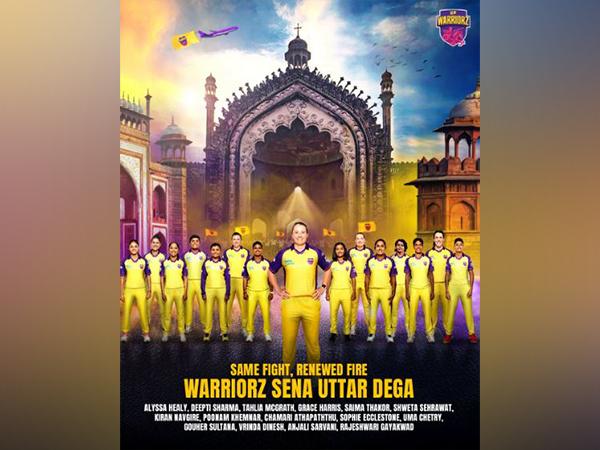 UP
WARRIORZ
SAME FIGHT, RENEWED FIRE
WARRIORZ SENA UTTAR DEGA
ALYSSA HEALY, DEEPTI SHARMA, TAHLIA MCGRATH, GRACE HARRIS, SAIMA THAKOR, SHWETA SEHRAWAT,
KIRAN NAVGIRE, POONAM KHEMNAR, CHAMARI ATHAPATHTHU, SOPHIE ECCLESTONE, UMA CHETRY,
GOUHER SULTANA, VRINDA DINESH, ANJALI SARVANI, RAJESHWARI GAYAKWAD